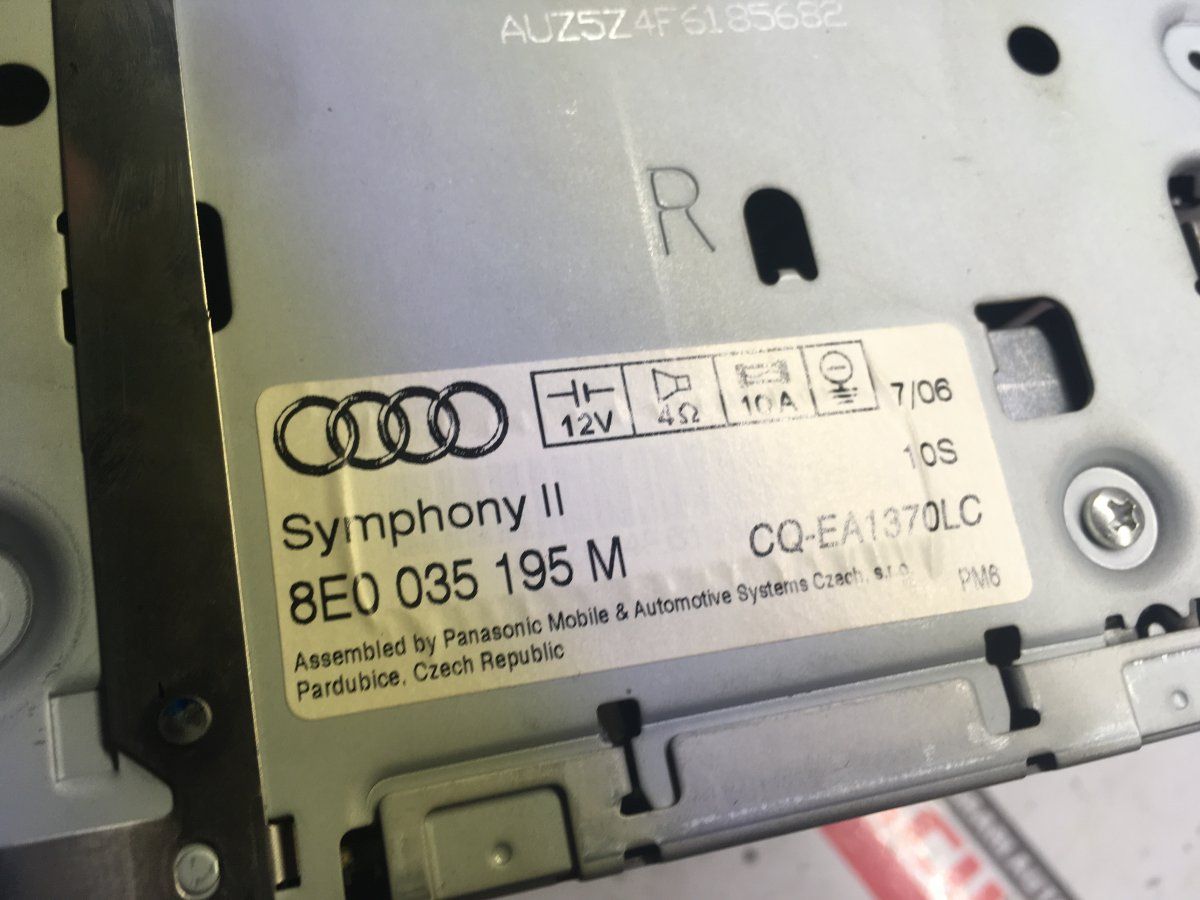 AUZ5Z4F6185682
R
12V 4Ω 10A 7/06
10S
Symphony II
8E0 035 195 M CQ-EA1370LC
Assembled by Panasonic Mobile & Automotive Systems Czech, s.r.o. PM6
Pardubice, Czech Republic